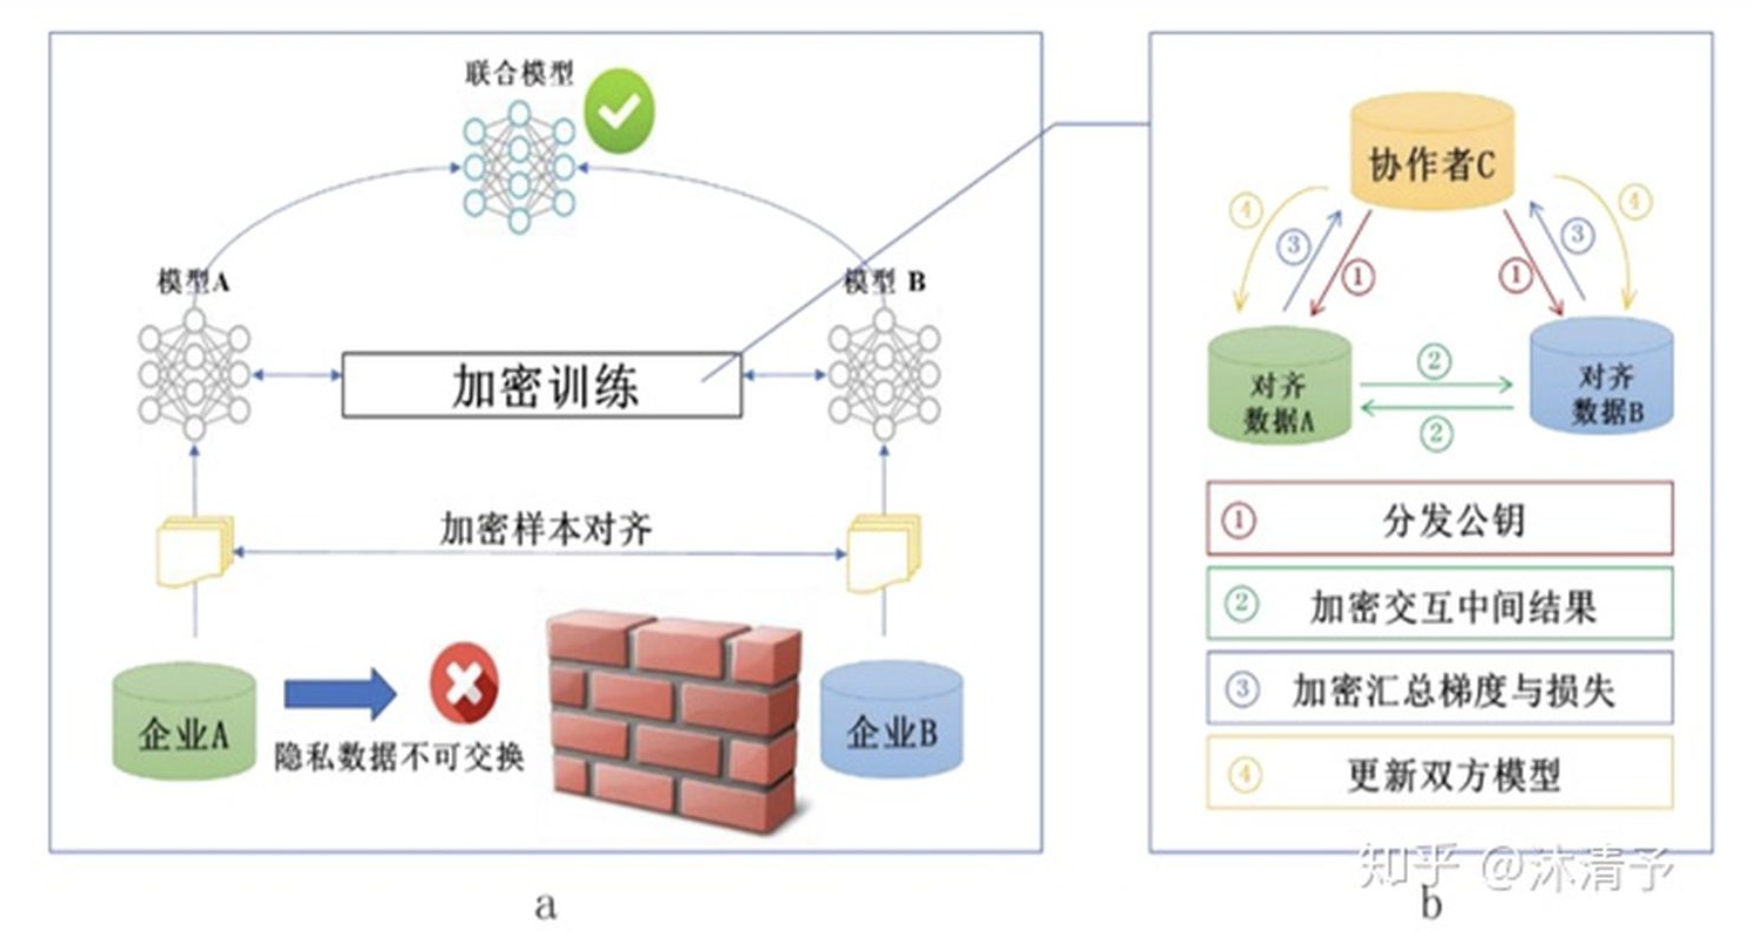 联合模型
模型A
模型 B
加密训练
加密样本对齐
企业A
隐私数据不可交换
企业B
a
协作者C
④
③
①
①
③
④
对齐
数据A
②
②
对齐
数据B
① 分发公钥
② 加密交互中间结果
③ 加密汇总梯度与损失
④ 更新双方模型
知乎 @沐清予
b